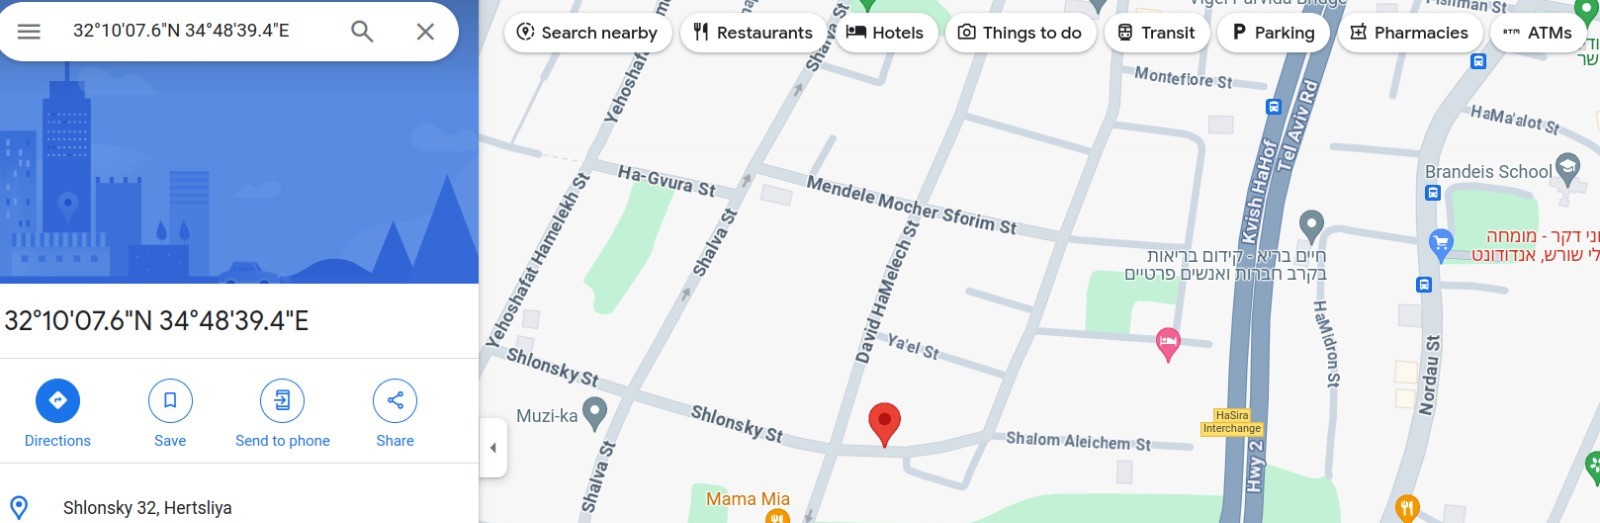 32°10'07.6"N 34°48'39.4"E
Search nearby
Restaurants
Hotels
Things to do
Transit
Parking
Pharmacies
ATMs
32°10'07.6"N 34°48'39.4"E
Directions
Save
Send to phone
Share
Shlonsky 32, Hertsliya
Shalva St
Montefiore St
Tel Aviv Rd
Kvish HaHof
HaMa'alot St
Brandeis School
Ha-Gvura St
Mendele Mocher Sforim St
Yehoshafat Hamelekh St
Shalva St
David HaMelech St
חיים בריא - קידום בריאות
בקרב חברות ואנשים פרטיים
Ya'el St
HaMidron St
Nordau St
Shlonsky St
Muzi-ka
Shlonsky St
HaSira
Interchange
Shalom Aleichem St
Hwy 2
Shalva St
Mama Mia